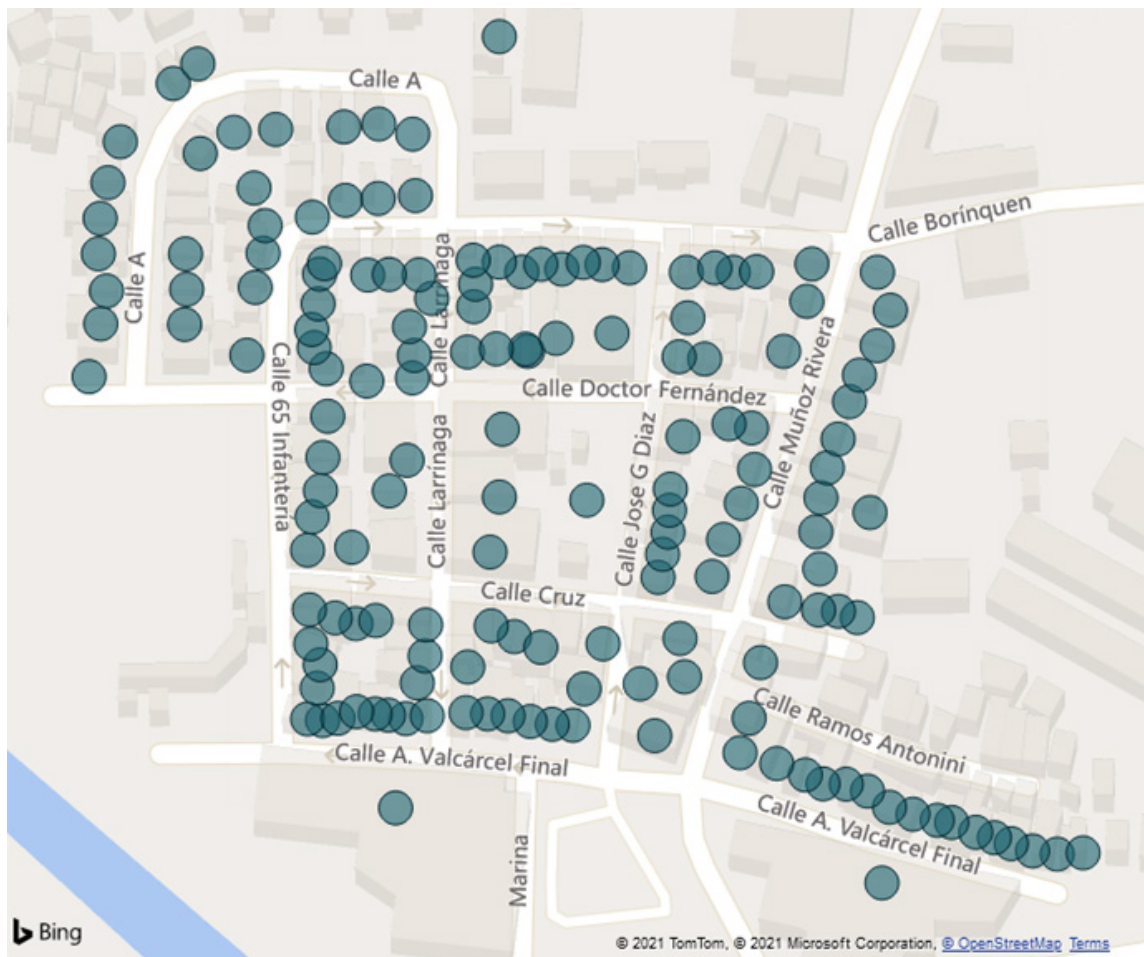 Calle A
Calle Borínquen
Calle A
Calle Larrínaga
Calle Muñoz Rivera
Calle Doctor Fernández
Calle 65 Infantería
Calle Larrínaga
Calle Jose G Diaz
Calle Cruz
Calle Ramos Antonini
Calle A. Valcárcel Final
Calle A. Valcárcel Final
Marina
Bing
© 2021 TomTom, © 2021 Microsoft Corporation, © OpenStreetMap Terms